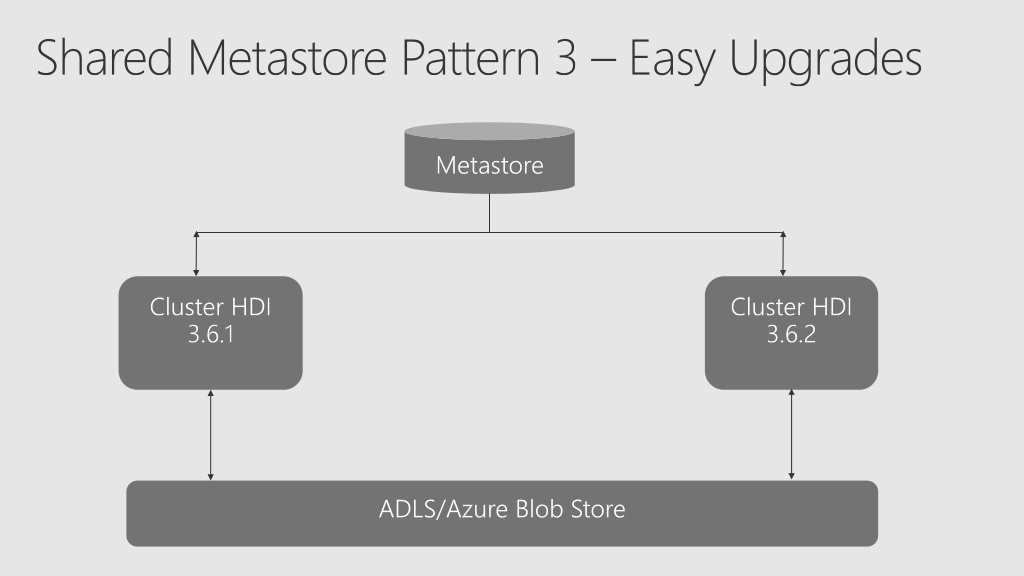 Shared Metastore Pattern 3 – Easy Upgrades
Metastore
Cluster HDI
3.6.1
Cluster HDI
3.6.2
ADLS/Azure Blob Store